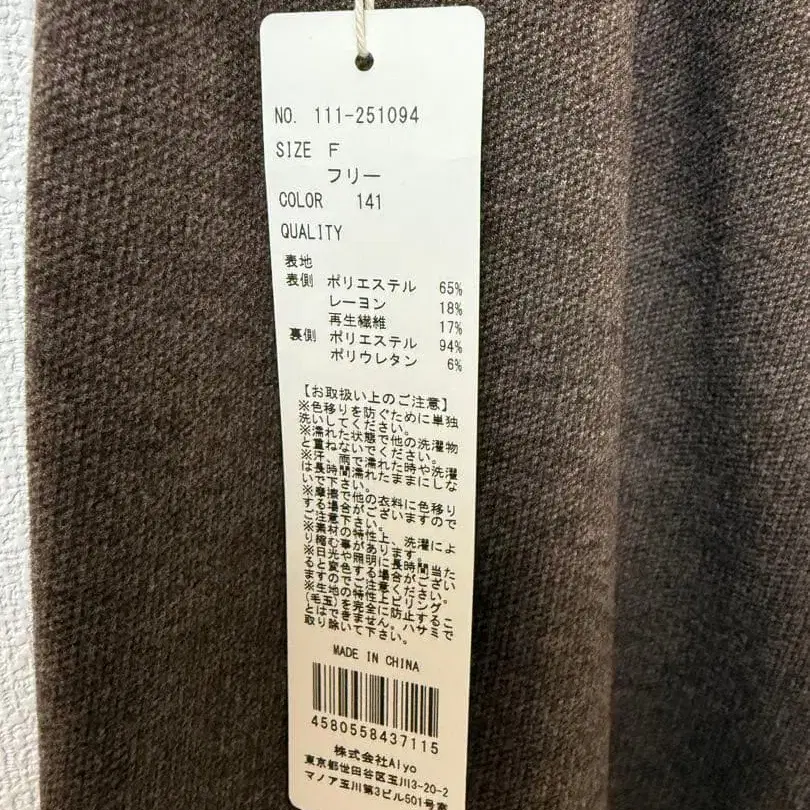 NO. 111-251094
SIZE F
フリー
COLOR 141
QUALITY
表地
表側 ポリエステル 65%
レーヨン 18%
再生繊維 17%
裏側 ポリエステル 94%
ポリウレタン 6%
【お取扱い上のご注意】
※色移りを防ぐために単独
洗いしてください。
※濡れた状態で他の洗濯物
と重ねないでください。
※汗、雨で濡れた時や洗濯
は長時間濡れたままにしな
いで下さい。
※摩擦で他の衣料に色移り
する場合がございますので
ご注意下さい。
※素材の特性上、洗濯によ
り縮む事があります。
※日光や照明に長時間当た
ると変色する場合がござい
ますのでご注意ください。
※生地の特性上ピリング
(毛玉)を完全に防止するこ
とはできません。ハサミで
取り除いて下さい。
MADE IN CHINA
4580558437115
株式会社Aiyo
東京都世田谷区玉川3-20-2
マノア玉川第3ビル501号室